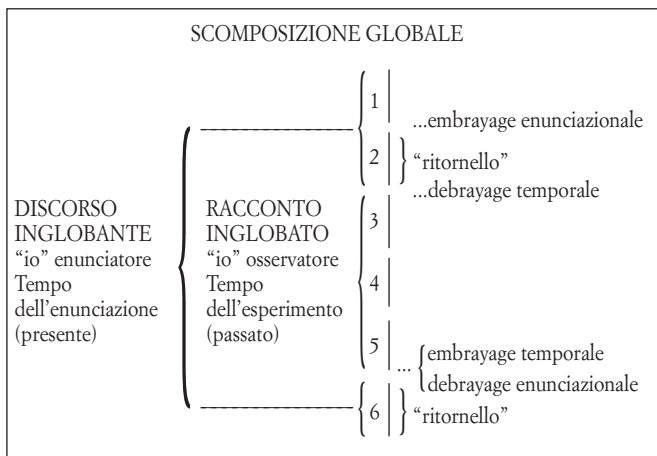 SCOMPOSIZIONE GLOBALE
1
...embrayage enunciazionale
2
“ritornello”
...debrayage temporale
DISCORSO
INGLOBANTE
“io” enunciatore
Tempo
dell’enunciazione
(presente)
RACCONTO
INGLOBATO
“io” osservatore
Tempo
dell’esperimento
(passato)
3
4
5
...
embrayage temporale
debrayage enunciazionale
6
“ritornello”